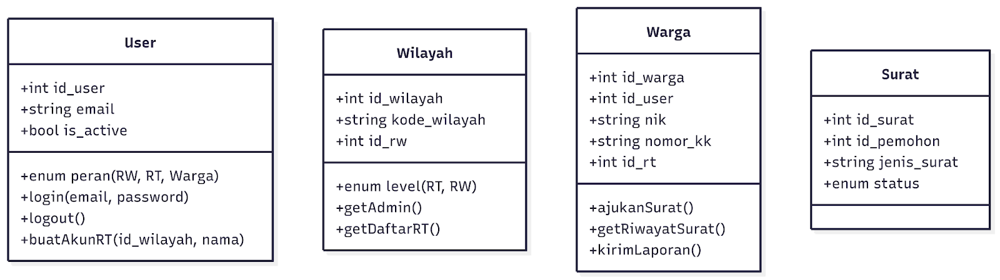 User
+int id_user
+string email
+bool is_active
+enum peran(RW, RT, Warga)
+login(email, password)
+logout()
+buatAkunRT(id_wilayah, nama)
Wilayah
+int id_wilayah
+string kode_wilayah
+int id_rw
+enum level(RT, RW)
+getAdmin()
+getDaftarRT()
Warga
+int id_warga
+int id_user
+string nik
+string nomor_kk
+int id_rt
+ajukanSurat()
+getRiwayatSurat()
+kirimLaporan()
Surat
+int id_surat
+int id_pemohon
+string jenis_surat
+enum status